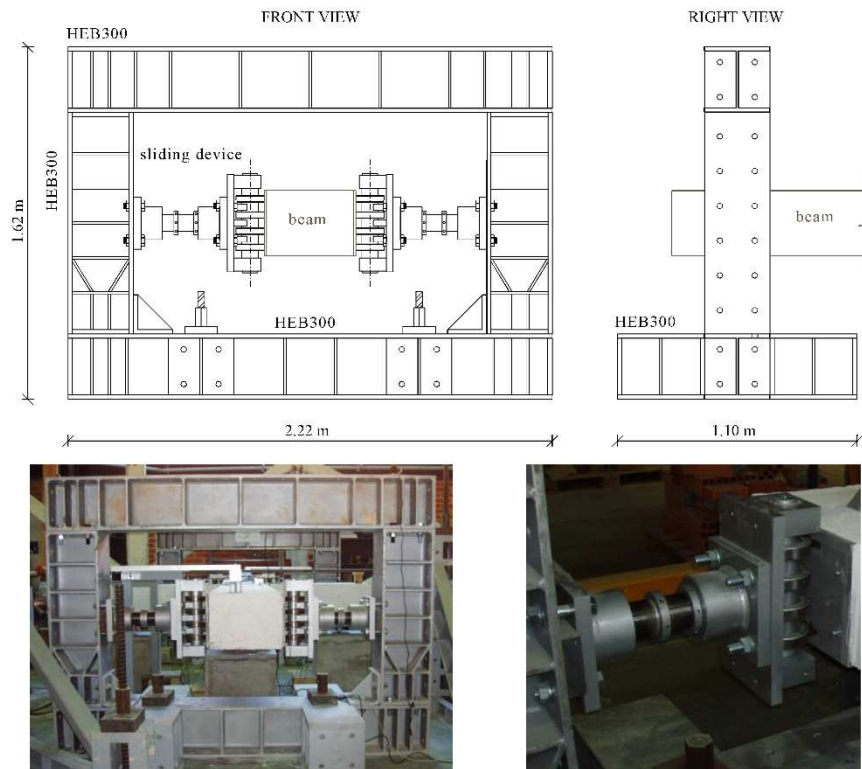 FRONT VIEW
RIGHT VIEW
HEB300
sliding device
HEB300
1.62 m
beam
beam
HEB300
HEB300
2,22 m
1,10 m